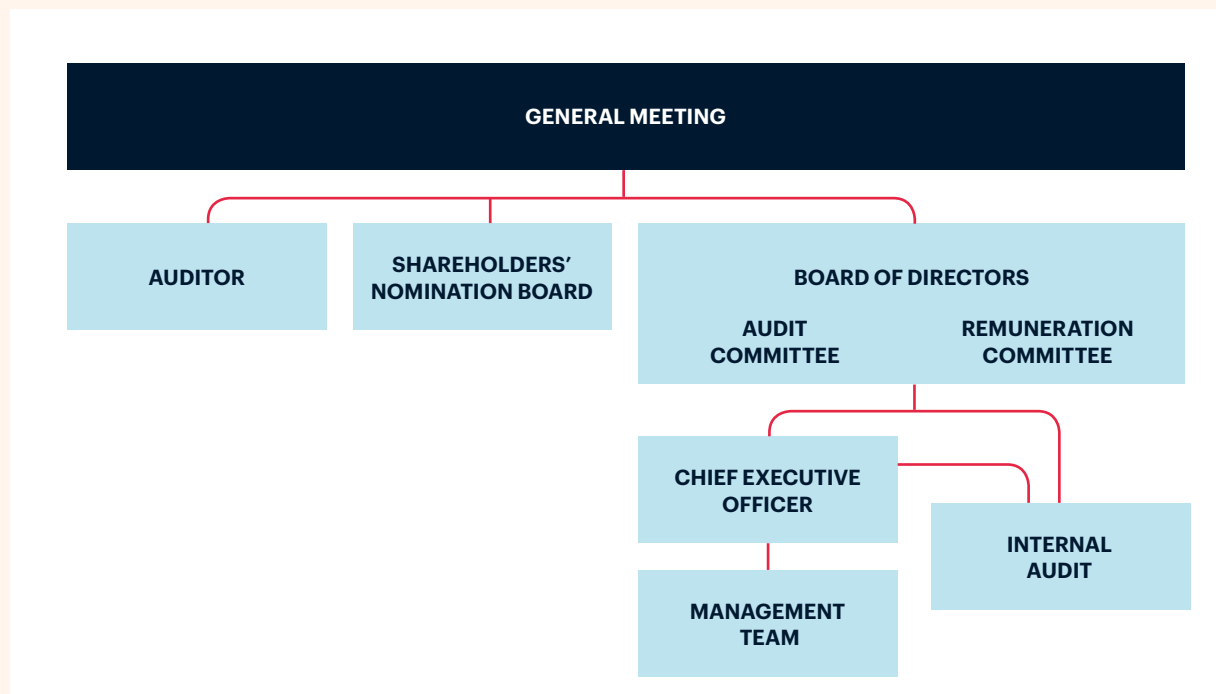 GENERAL MEETING
AUDITOR
SHAREHOLDERS’
NOMINATION BOARD
BOARD OF DIRECTORS
AUDIT
COMMITTEE
REMUNERATION
COMMITTEE
CHIEF EXECUTIVE
OFFICER
INTERNAL
AUDIT
MANAGEMENT
TEAM